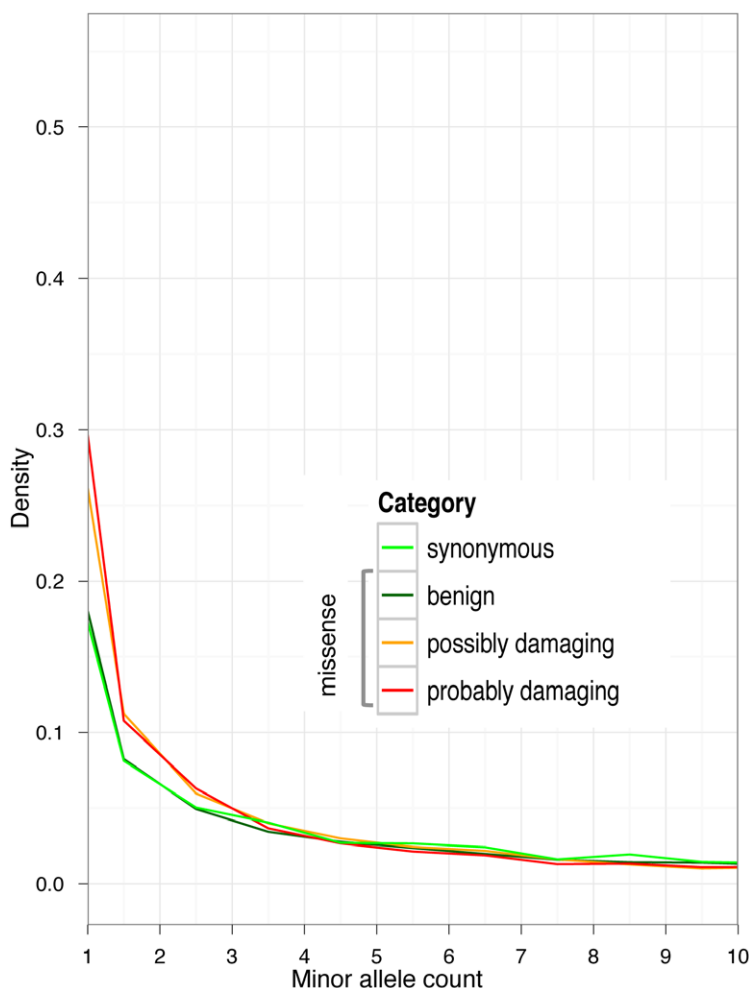 0.5
0.4
0.3
0.2
0.1
0.0
Density
Category
synonymous
benign
possibly damaging
probably damaging
missense
1 2 3 4 5 6 7 8 9 10
Minor allele count